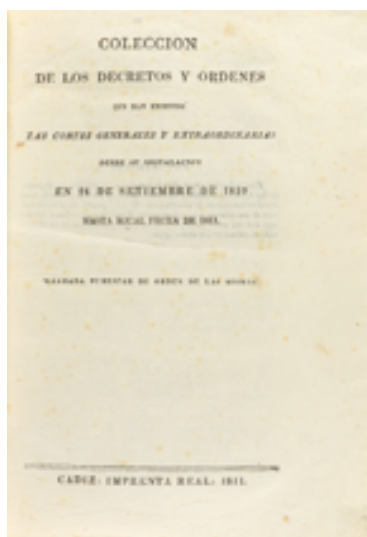 COLECCION
DE LOS DECRETOS Y ORDENES
QUE HAN EXPEDIDO
LAS CORTES GENERALES Y EXTRAORDINARIAS
DESDE SU INSTALACION
EN 24 DE SETIEMBRE DE 1810
HASTA IGUAL FECHA DE 1811.
MANDADA PUBLICAR DE ORDEN DE LAS MISMAS.
CADIZ: IMPRENTA REAL: 1811.